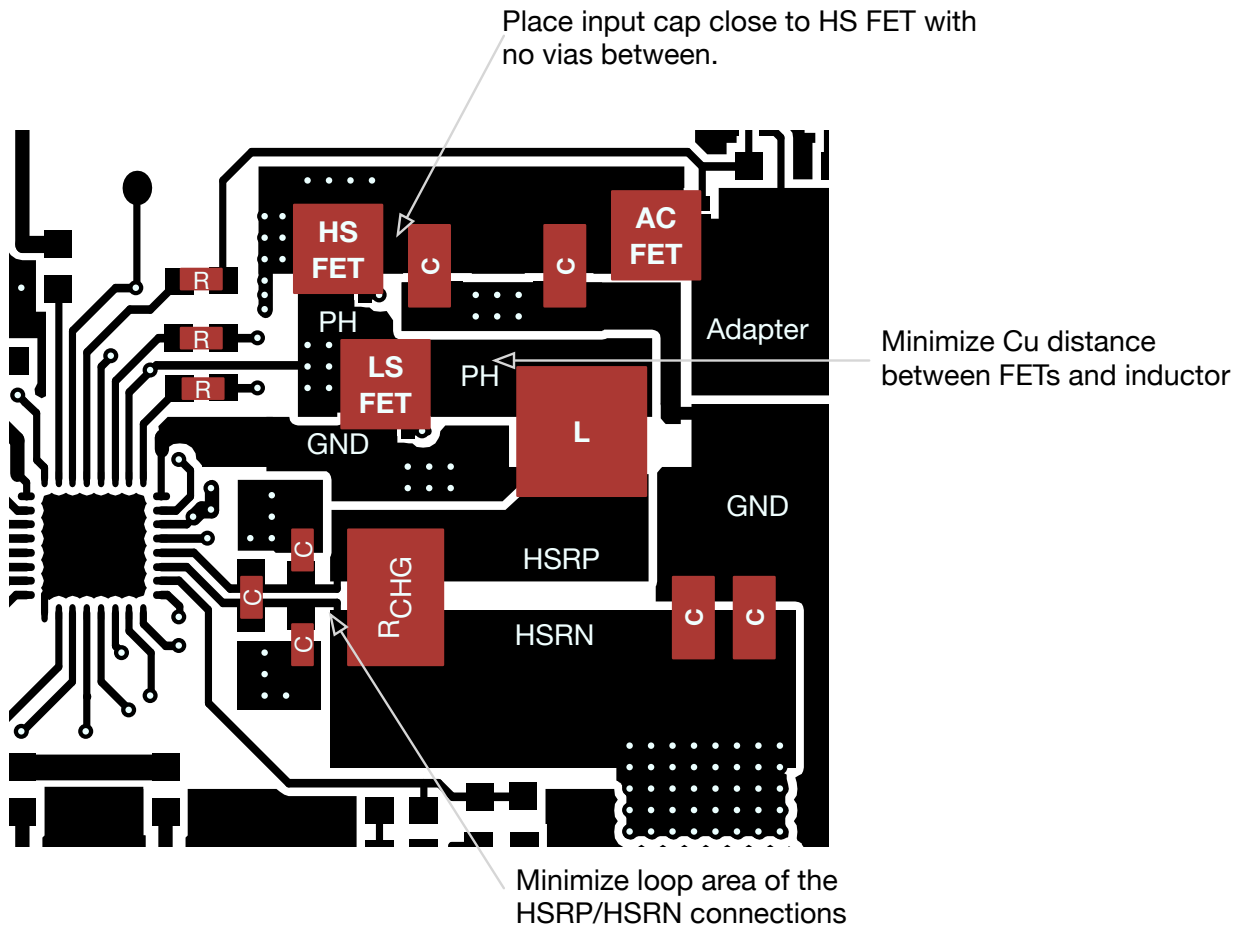 Place input cap close to HS FET with
no vias between.
HS
FET
C
C
AC
FET
R
PH
Adapter
R
Minimize Cu distance
between FETs and inductor
LS
FET
PH
R
GND
L
GND
C
HSRP
RCHG
C
C
C
HSRN
C
Minimize loop area of the
HSRP/HSRN connections